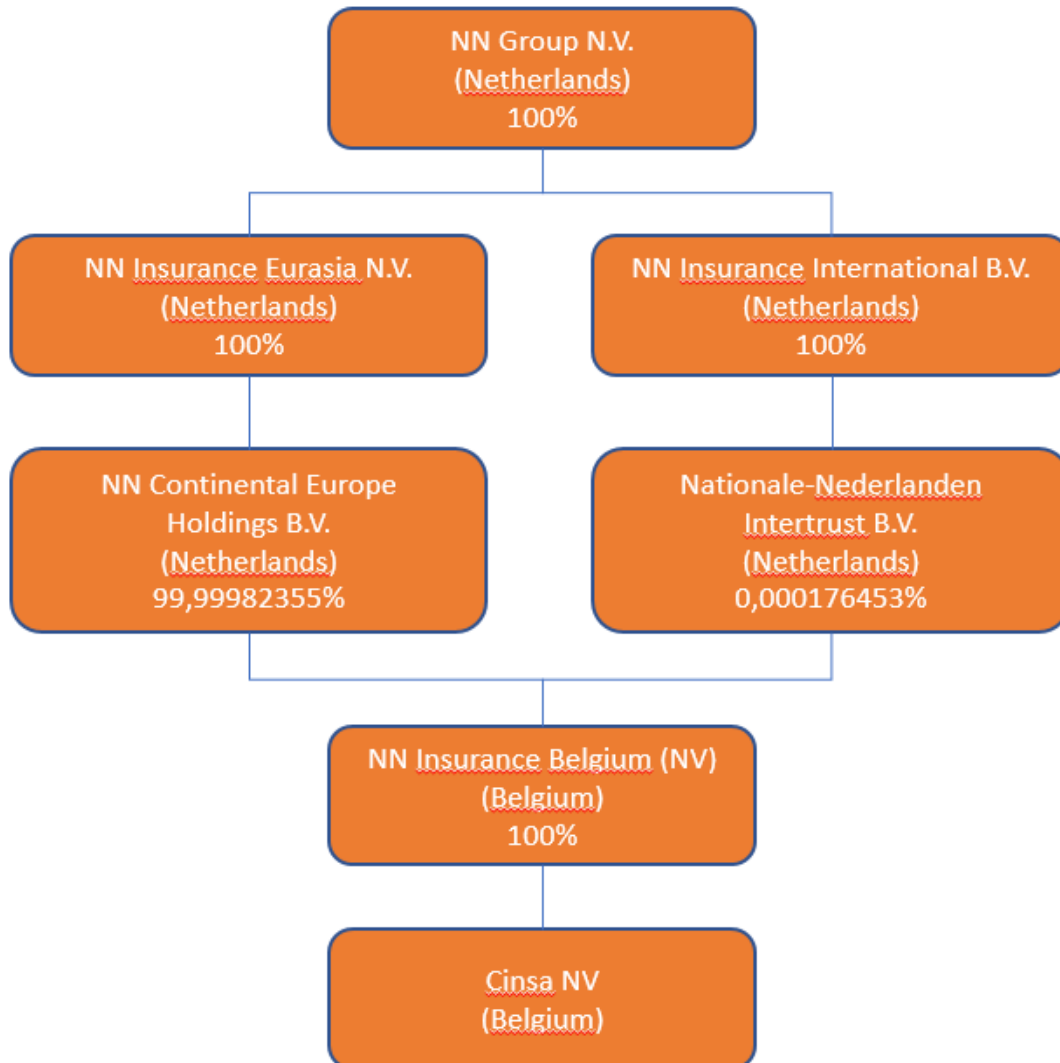 NN Group N.V.
(Netherlands)
100%
NN Insurance Eurasia N.V.
(Netherlands)
100%
NN Insurance International B.V.
(Netherlands)
100%
NN Continental Europe
Holdings B.V.
(Netherlands)
99,99982355%
Nationale-Nederlanden
Intertrust B.V.
(Netherlands)
0,000176453%
NN Insurance Belgium (NV)
(Belgium)
100%
Cinsa NV
(Belgium)